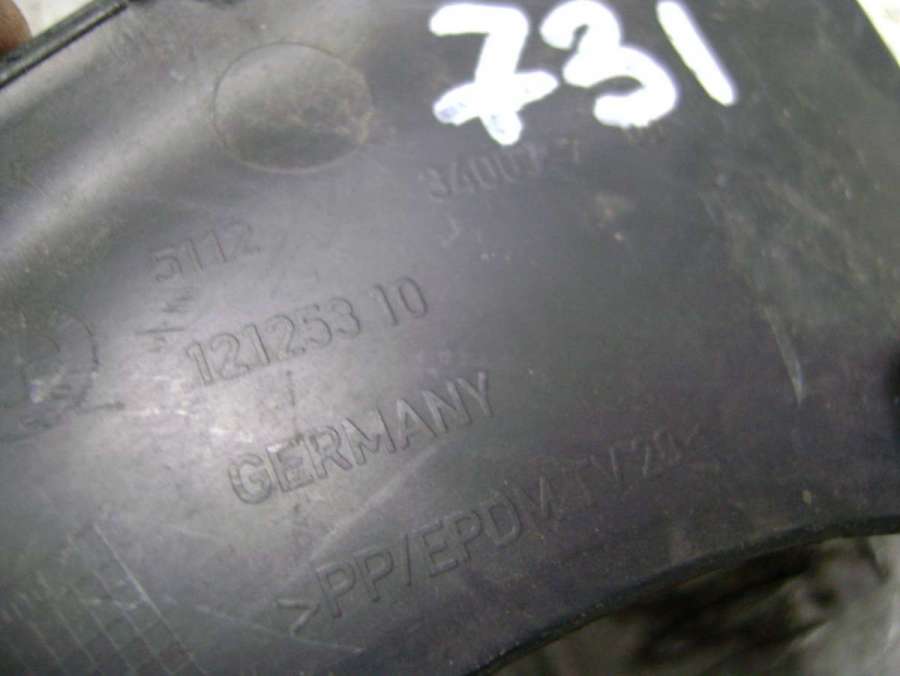 731
5112
121253 10
GERMANY
>PP/EPDM TV20<